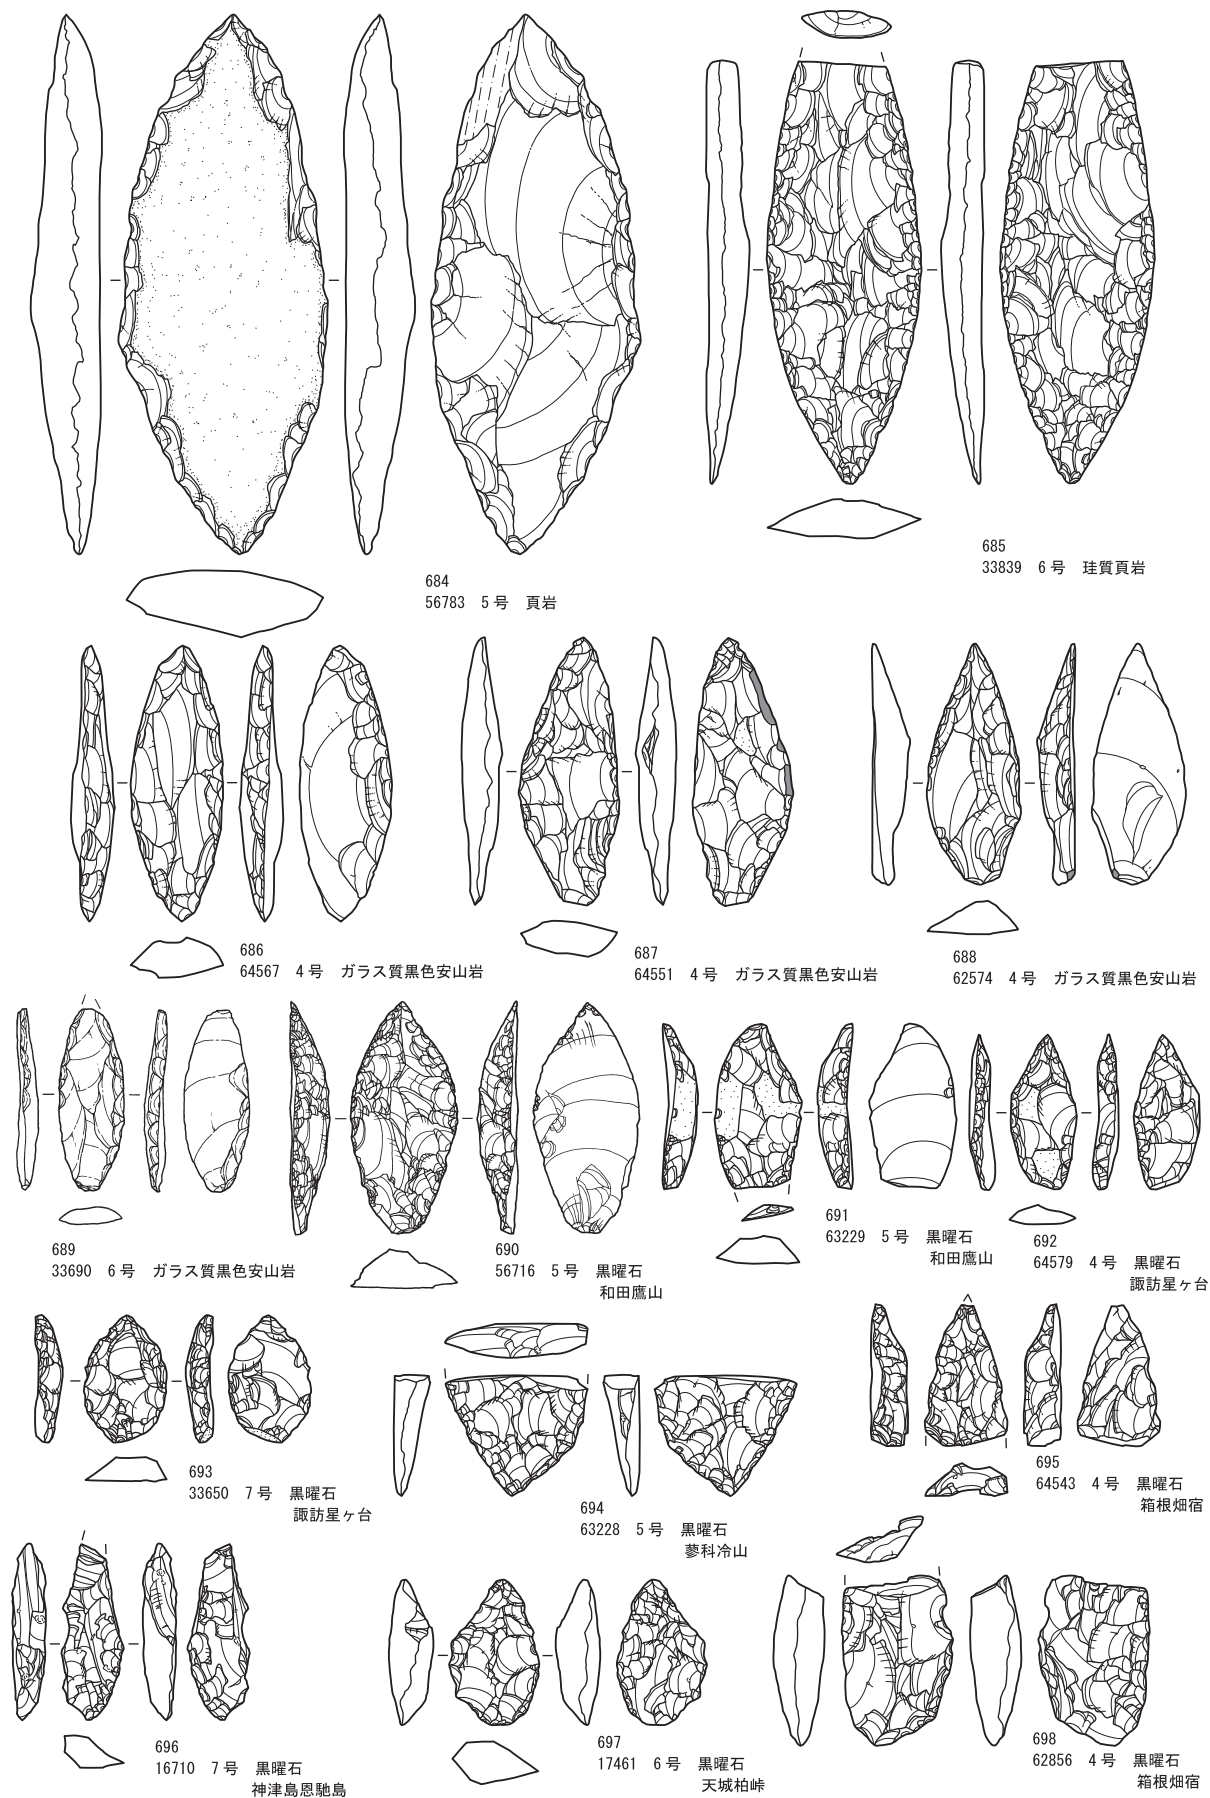 684
56783 5号 頁岩
685
33839 6号 珪質頁岩
686
64567 4号 ガラス質黒色安山岩
687
64551 4号 ガラス質黒色安山岩
688
62574 4号 ガラス質黒色安山岩
689
33690 6号 ガラス質黒色安山岩
690
56716 5号 黒曜石
和田鷹山
691
63229 5号 黒曜石
和田鷹山
692
64579 4号 黒曜石
諏訪星ヶ台
693
33650 7号 黒曜石
諏訪星ヶ台
694
63228 5号 黒曜石
蓼科冷山
695
64543 4号 黒曜石
箱根畑宿
696
16710 7号 黒曜石
神津島恩馳島
697
17461 6号 黒曜石
天城柏峠
698
62856 4号 黒曜石
箱根畑宿